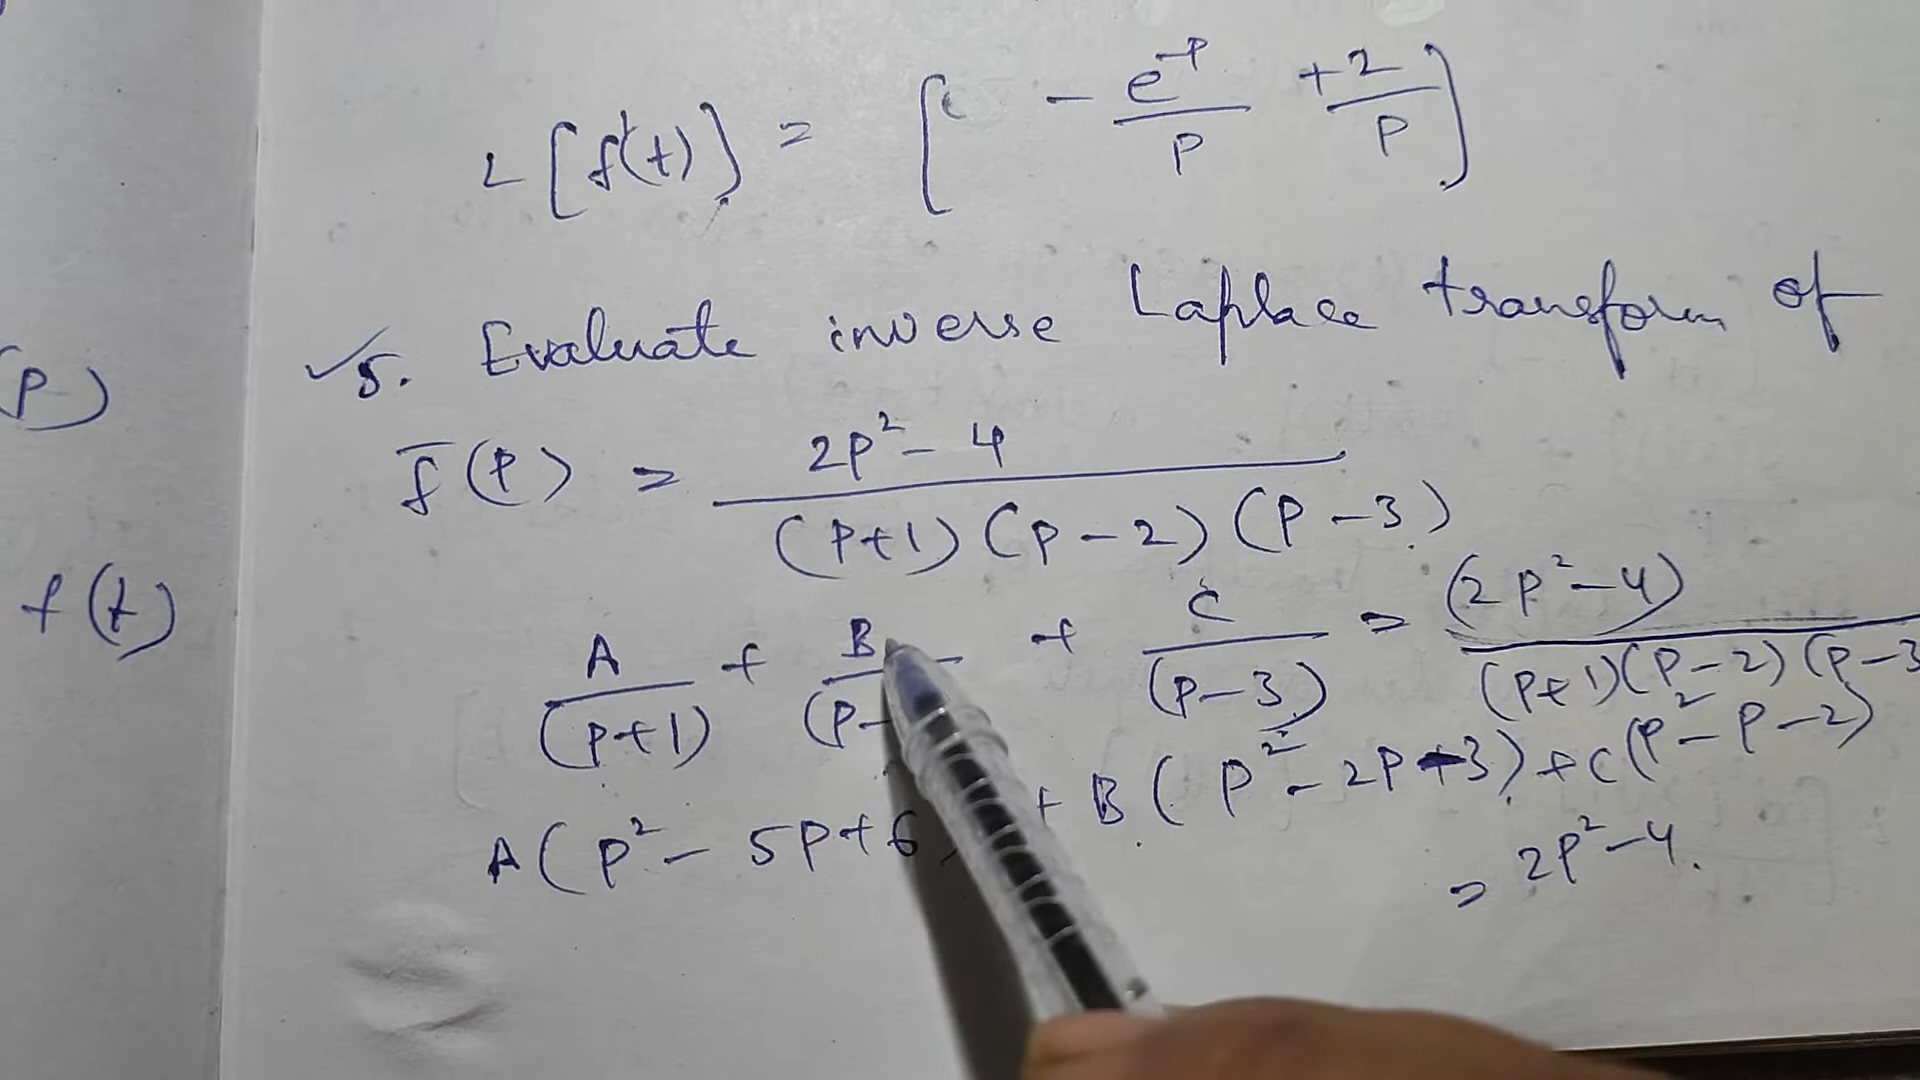 L[f'(t)] = [ - e^-p/p +2/p ]
(p)
✓5. Evaluate inverse Laplace transform of
f̄(p) = 2p² - 4 / (p+1)(p-2)(p-3)
f(t)
A/(p+1) + B/(p- + C/(p-3) = (2p²-4)/(p+1)(p-2)(p-3
A(p² - 5p+6 + B(p² - 2p-3) + C(p² - p - 2)
= 2p² - 4.